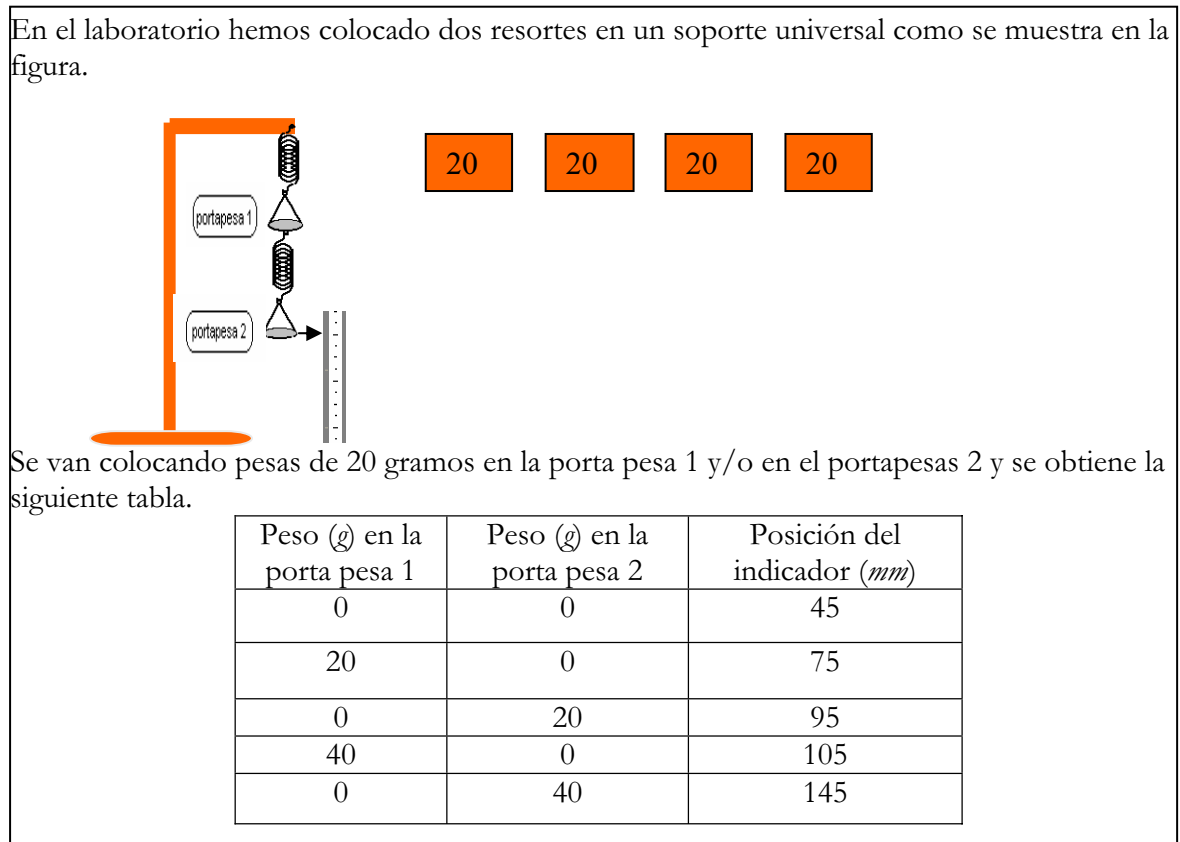 En el laboratorio hemos colocado dos resortes en un soporte universal como se muestra en la
figura.
20 20 20 20
portapesa 1
portapesa 2
Se van colocando pesas de 20 gramos en la porta pesa 1 y/o en el portapesas 2 y se obtiene la
siguiente tabla.
Peso (g) en la porta pesa 1 Peso (g) en la porta pesa 2 Posición del indicador (mm)
0 0 45
20 0 75
0 20 95
40 0 105
0 40 145